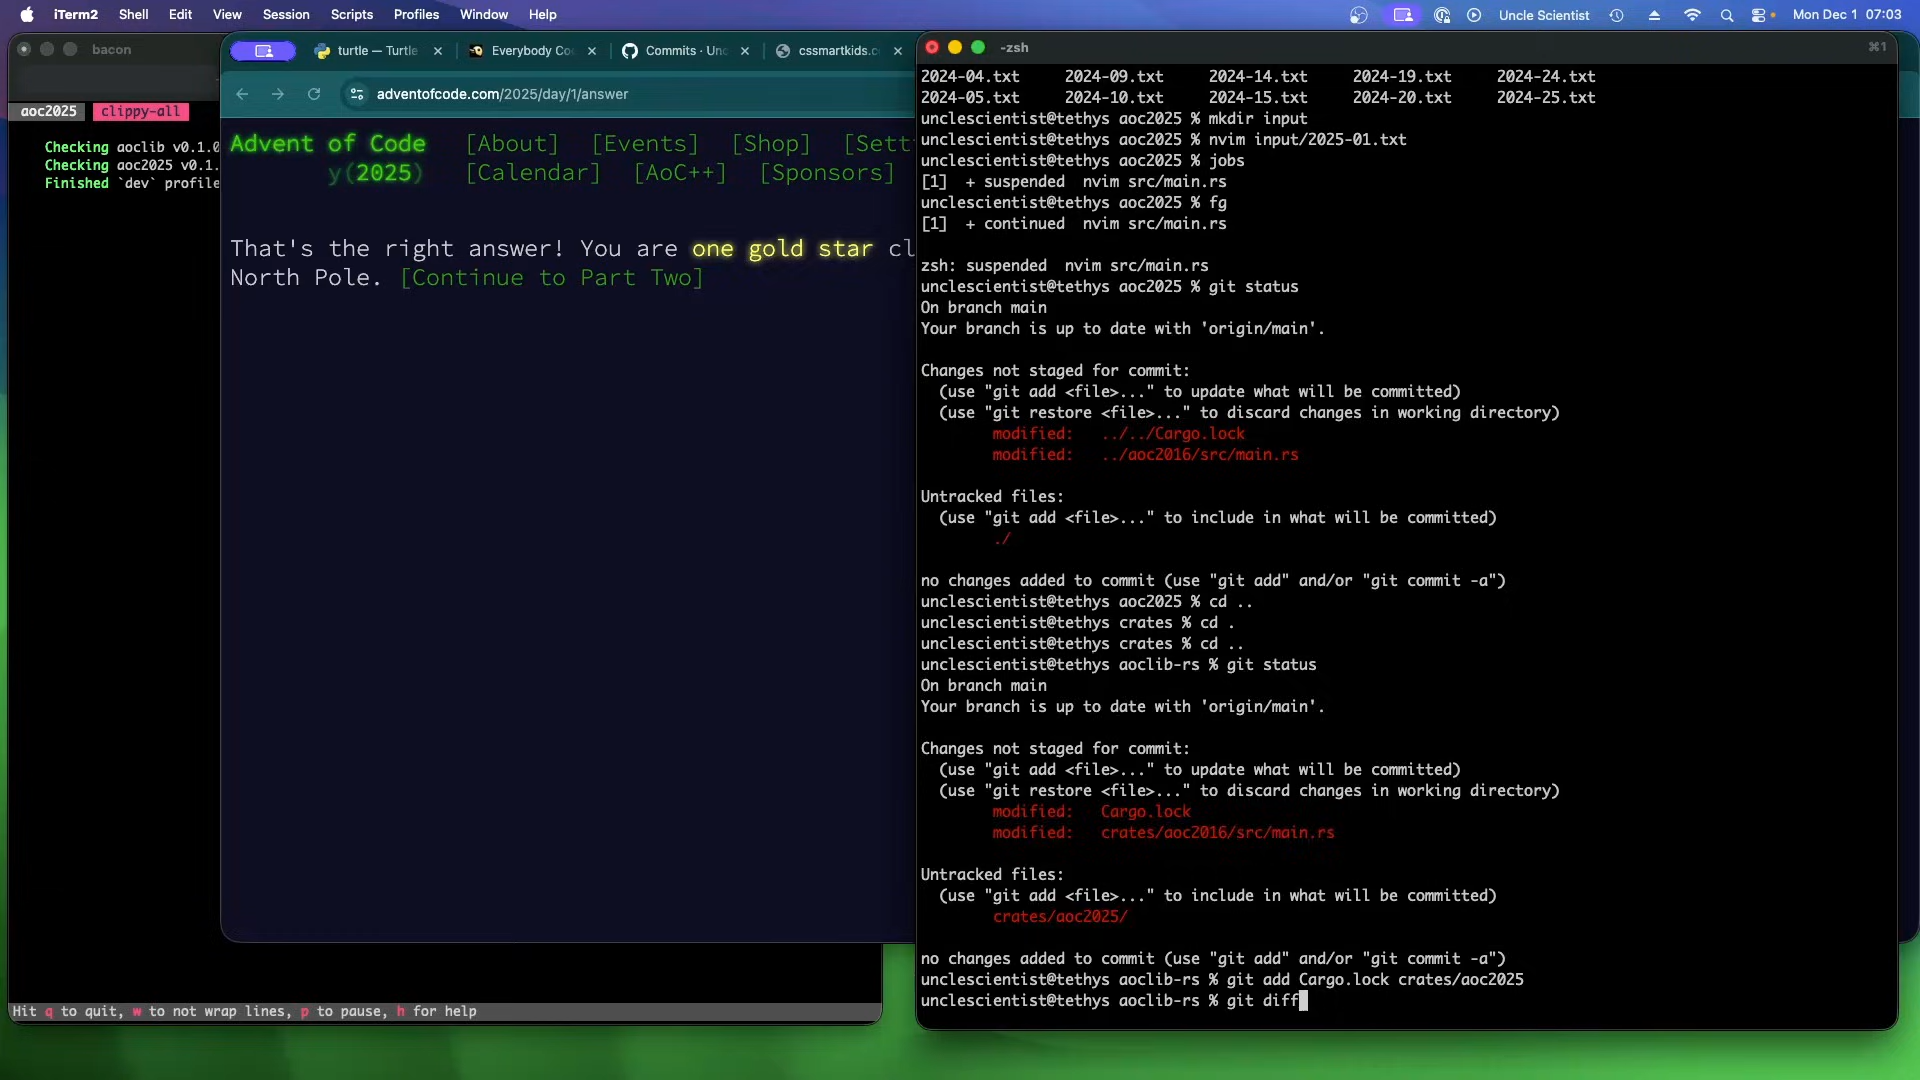 iTerm2 Shell Edit View Session Scripts Profiles Window Help
Uncle Scientist Mon Dec 1 07:03
bacon
aoc2025 clippy-all
Checking aoclib v0.1.0
Checking aoc2025 v0.1.
Finished `dev` profile
Hit q to quit, w to not wrap lines, p to pause, h for help
turtle — Turtle
Everybody Co
Commits · Unc
cssmartkids.c
adventofcode.com/2025/day/1/answer
Advent of Code [About] [Events] [Shop] [Sett
y(2025) [Calendar] [AoC++] [Sponsors]
That's the right answer! You are one gold star cl
North Pole. [Continue to Part Two]
-zsh ⌘1
2024-04.txt 2024-09.txt 2024-14.txt 2024-19.txt 2024-24.txt
2024-05.txt 2024-10.txt 2024-15.txt 2024-20.txt 2024-25.txt
unclescientist@tethys aoc2025 % mkdir input
unclescientist@tethys aoc2025 % nvim input/2025-01.txt
unclescientist@tethys aoc2025 % jobs
[1] + suspended nvim src/main.rs
unclescientist@tethys aoc2025 % fg
[1] + continued nvim src/main.rs
zsh: suspended nvim src/main.rs
unclescientist@tethys aoc2025 % git status
On branch main
Your branch is up to date with 'origin/main'.
Changes not staged for commit:
(use "git add <file>..." to update what will be committed)
(use "git restore <file>..." to discard changes in working directory)
modified: ../../Cargo.lock
modified: ../aoc2016/src/main.rs
Untracked files:
(use "git add <file>..." to include in what will be committed)
./
no changes added to commit (use "git add" and/or "git commit -a")
unclescientist@tethys aoc2025 % cd ..
unclescientist@tethys crates % cd .
unclescientist@tethys crates % cd ..
unclescientist@tethys aoclib-rs % git status
On branch main
Your branch is up to date with 'origin/main'.
Changes not staged for commit:
(use "git add <file>..." to update what will be committed)
(use "git restore <file>..." to discard changes in working directory)
modified: Cargo.lock
modified: crates/aoc2016/src/main.rs
Untracked files:
(use "git add <file>..." to include in what will be committed)
crates/aoc2025/
no changes added to commit (use "git add" and/or "git commit -a")
unclescientist@tethys aoclib-rs % git add Cargo.lock crates/aoc2025
unclescientist@tethys aoclib-rs % git diff